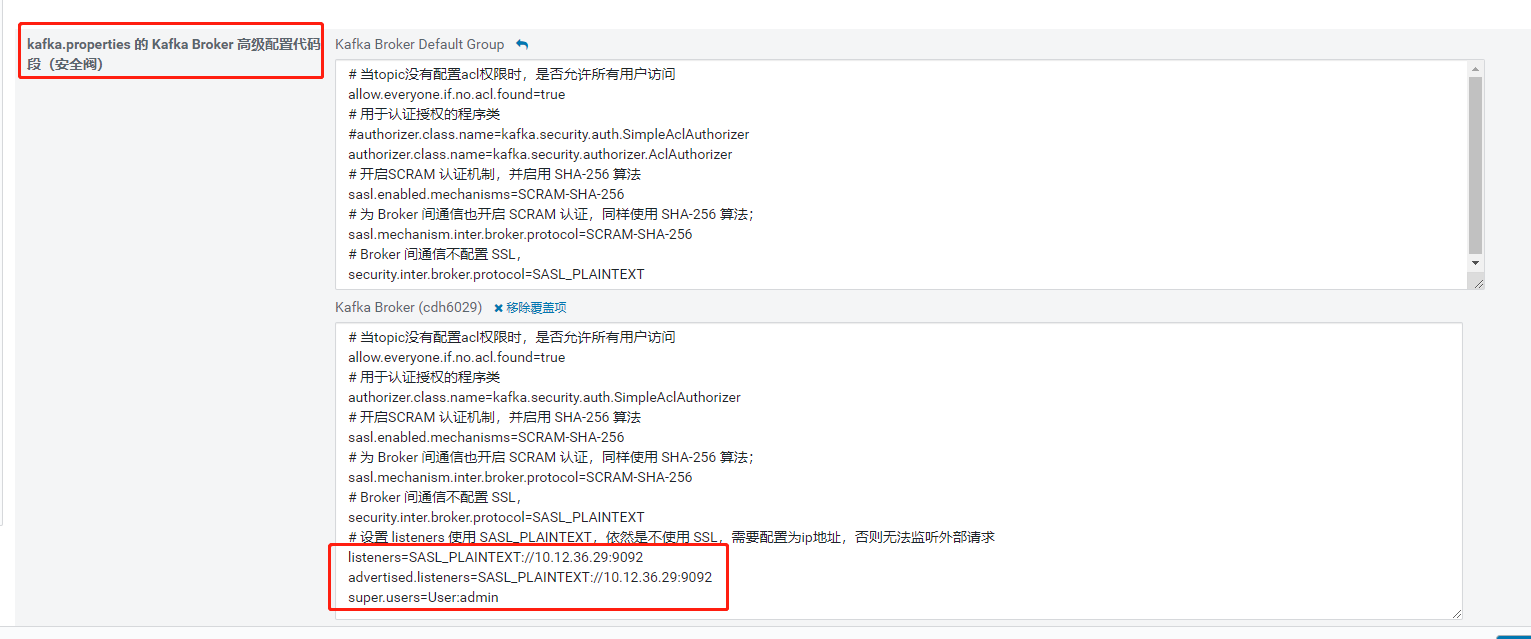 kafka.properties 的 Kafka Broker 高级配置代码
段（安全阀）
Kafka Broker Default Group
# 当topic没有配置acl权限时，是否允许所有用户访问
allow.everyone.if.no.acl.found=true
# 用于认证授权的程序类
#authorizer.class.name=kafka.security.auth.SimpleAclAuthorizer
authorizer.class.name=kafka.security.authorizer.AclAuthorizer
# 开启SCRAM 认证机制，并启用 SHA-256 算法
sasl.enabled.mechanisms=SCRAM-SHA-256
# 为 Broker 间通信也开启 SCRAM 认证，同样使用 SHA-256 算法；
sasl.mechanism.inter.broker.protocol=SCRAM-SHA-256
# Broker 间通信不配置 SSL，
security.inter.broker.protocol=SASL_PLAINTEXT
Kafka Broker (cdh6029) 移除覆盖项
# 当topic没有配置acl权限时，是否允许所有用户访问
allow.everyone.if.no.acl.found=true
# 用于认证授权的程序类
authorizer.class.name=kafka.security.auth.SimpleAclAuthorizer
# 开启SCRAM 认证机制，并启用 SHA-256 算法
sasl.enabled.mechanisms=SCRAM-SHA-256
# 为 Broker 间通信也开启 SCRAM 认证，同样使用 SHA-256 算法；
sasl.mechanism.inter.broker.protocol=SCRAM-SHA-256
# Broker 间通信不配置 SSL，
security.inter.broker.protocol=SASL_PLAINTEXT
# 设置 listeners 使用 SASL_PLAINTEXT，依然是不使用 SSL，需要配置为ip地址，否则无法监听外部请求
listeners=SASL_PLAINTEXT://10.12.36.29:9092
advertised.listeners=SASL_PLAINTEXT://10.12.36.29:9092
super.users=User:admin